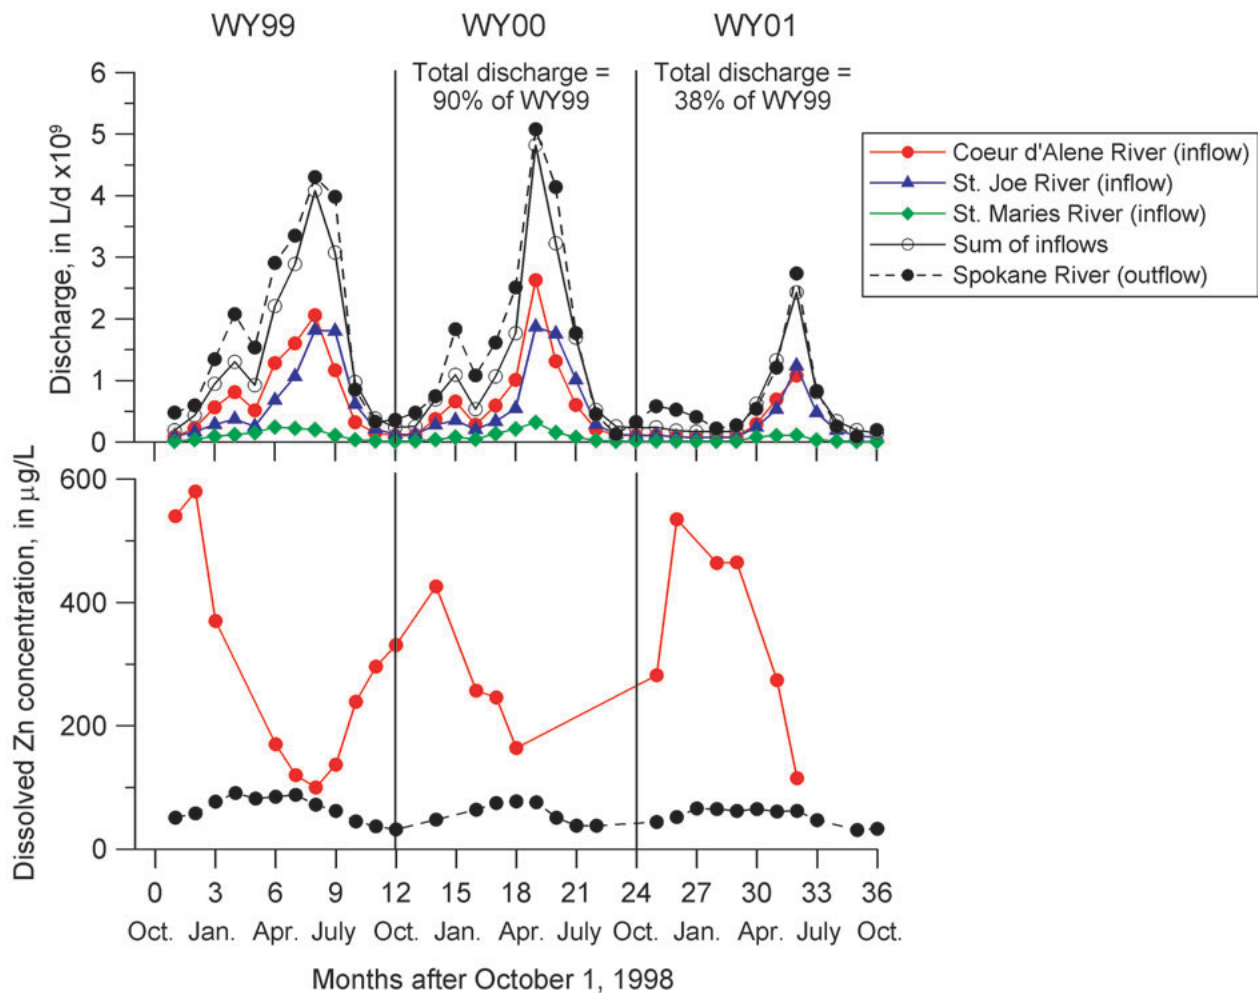 WY99 WY00 WY01
Total discharge =
90% of WY99
Total discharge =
38% of WY99
Discharge, in L/d x10⁹
6
5
4
3
2
1
0
Coeur d'Alene River (inflow)
St. Joe River (inflow)
St. Maries River (inflow)
Sum of inflows
Spokane River (outflow)
Dissolved Zn concentration, in µg/L
600
400
200
0
0 3 6 9 12 15 18 21 24 27 30 33 36
Oct. Jan. Apr. July Oct. Jan. Apr. July Oct. Jan. Apr. July Oct.
Months after October 1, 1998